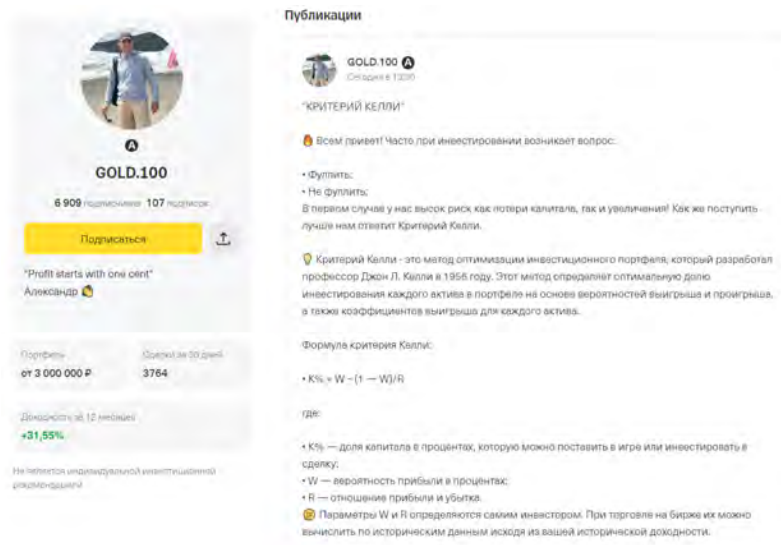 Публикации
GOLD.100
Сегодня в 13:30
"КРИТЕРИЙ КЕЛЛИ"
Всем привет! Часто при инвестировании возникает вопрос:
• Фуллить;
• Не фуллить;
В первом случае у нас высок риск как потери капитала, так и увеличения! Как же поступить
лучше нам ответит Критерий Келли.
Критерий Келли - это метод оптимизации инвестиционного портфеля, который разработал
профессор Джон Л. Келли в 1956 году. Этот метод определяет оптимальную долю
инвестирования каждого актива в портфеле на основе вероятностей выигрыша и проигрыша,
а также коэффициентов выигрыша для каждого актива.
Формула критерия Келли:
• K% = W – (1 — W)/R
где:
• K% — доля капитала в процентах, которую можно поставить в игре или инвестировать в
сделку;
• W — вероятность прибыли в процентах;
• R — отношение прибыли и убытка.
Параметры W и R определяются самим инвестором. При торговле на бирже их можно
вычислить по историческим данным исходя из вашей исторической доходности.
A
GOLD.100
6 909 подписчиков 107 подписок
Подписаться
"Profit starts with one cent"
Александр
Портфель
от 3 000 000 ₽
Сделки за 30 дней
3764
Доходность за 12 месяцев
+31,55%
Не является индивидуальной инвестиционной
рекомендацией